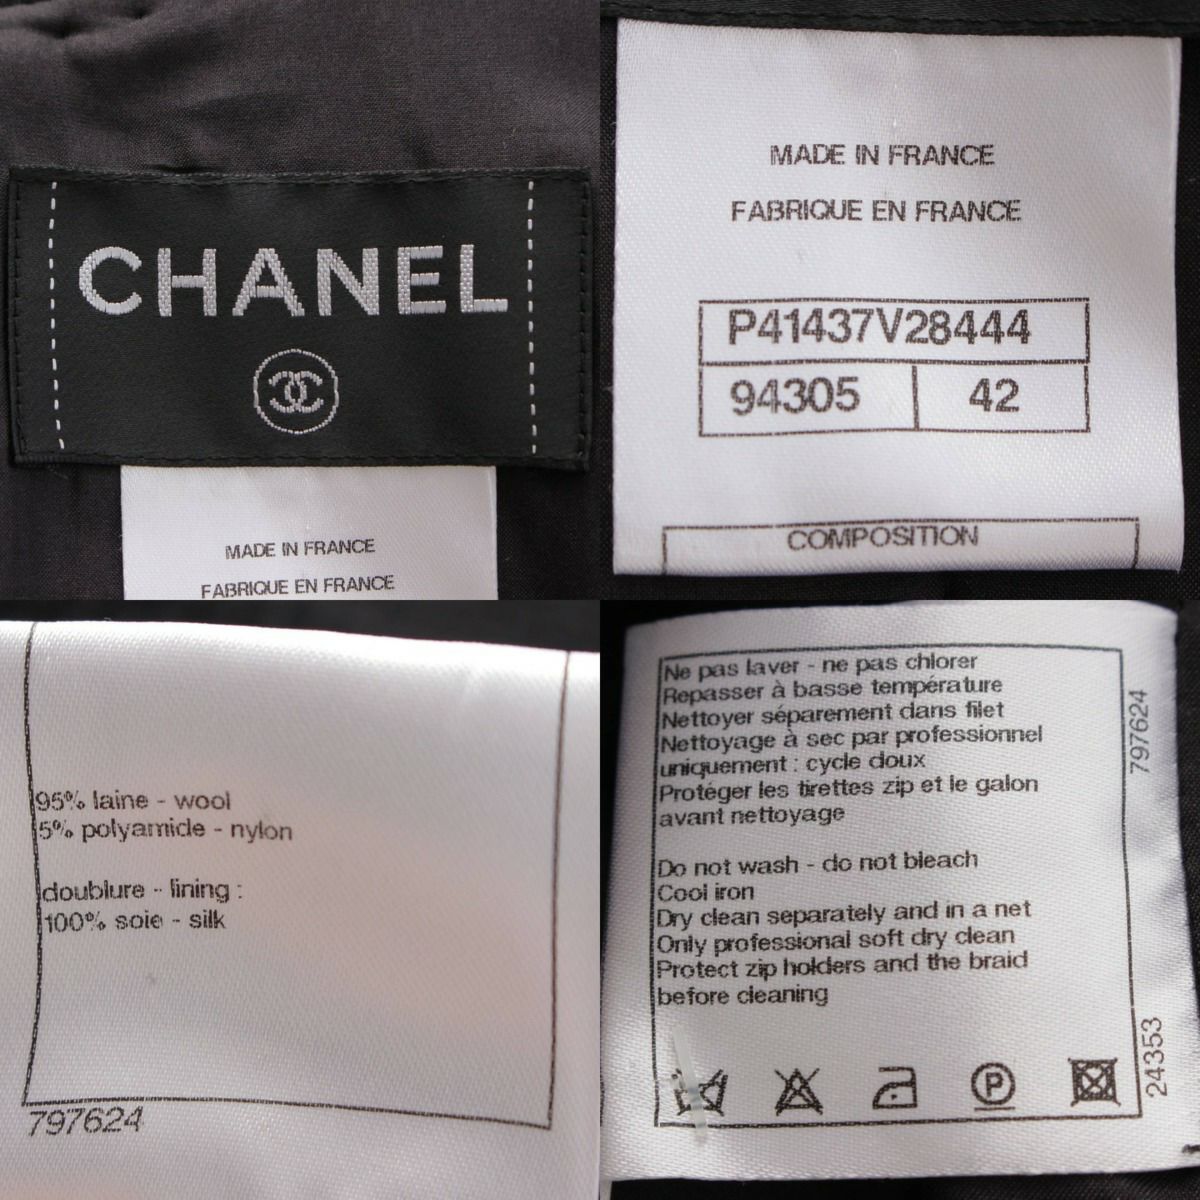 CHANEL
MADE IN FRANCE
FABRIQUE EN FRANCE
MADE IN FRANCE
FABRIQUE EN FRANCE
P41437V28444
94305 42
COMPOSITION
95% laine - wool
5% polyamide - nylon
doublure - lining :
100% soie - silk
797624
Ne pas laver - ne pas chlorer
Repasser à basse température
Nettoyer séparement dans filet
Nettoyage à sec par professionnel
uniquement : cycle doux
Protéger les tirettes zip et le galon
avant nettoyage
Do not wash - do not bleach
Cool iron
Dry clean separately and in a net
Only professional soft dry clean
Protect zip holders and the braid
before cleaning
P
797624
24353